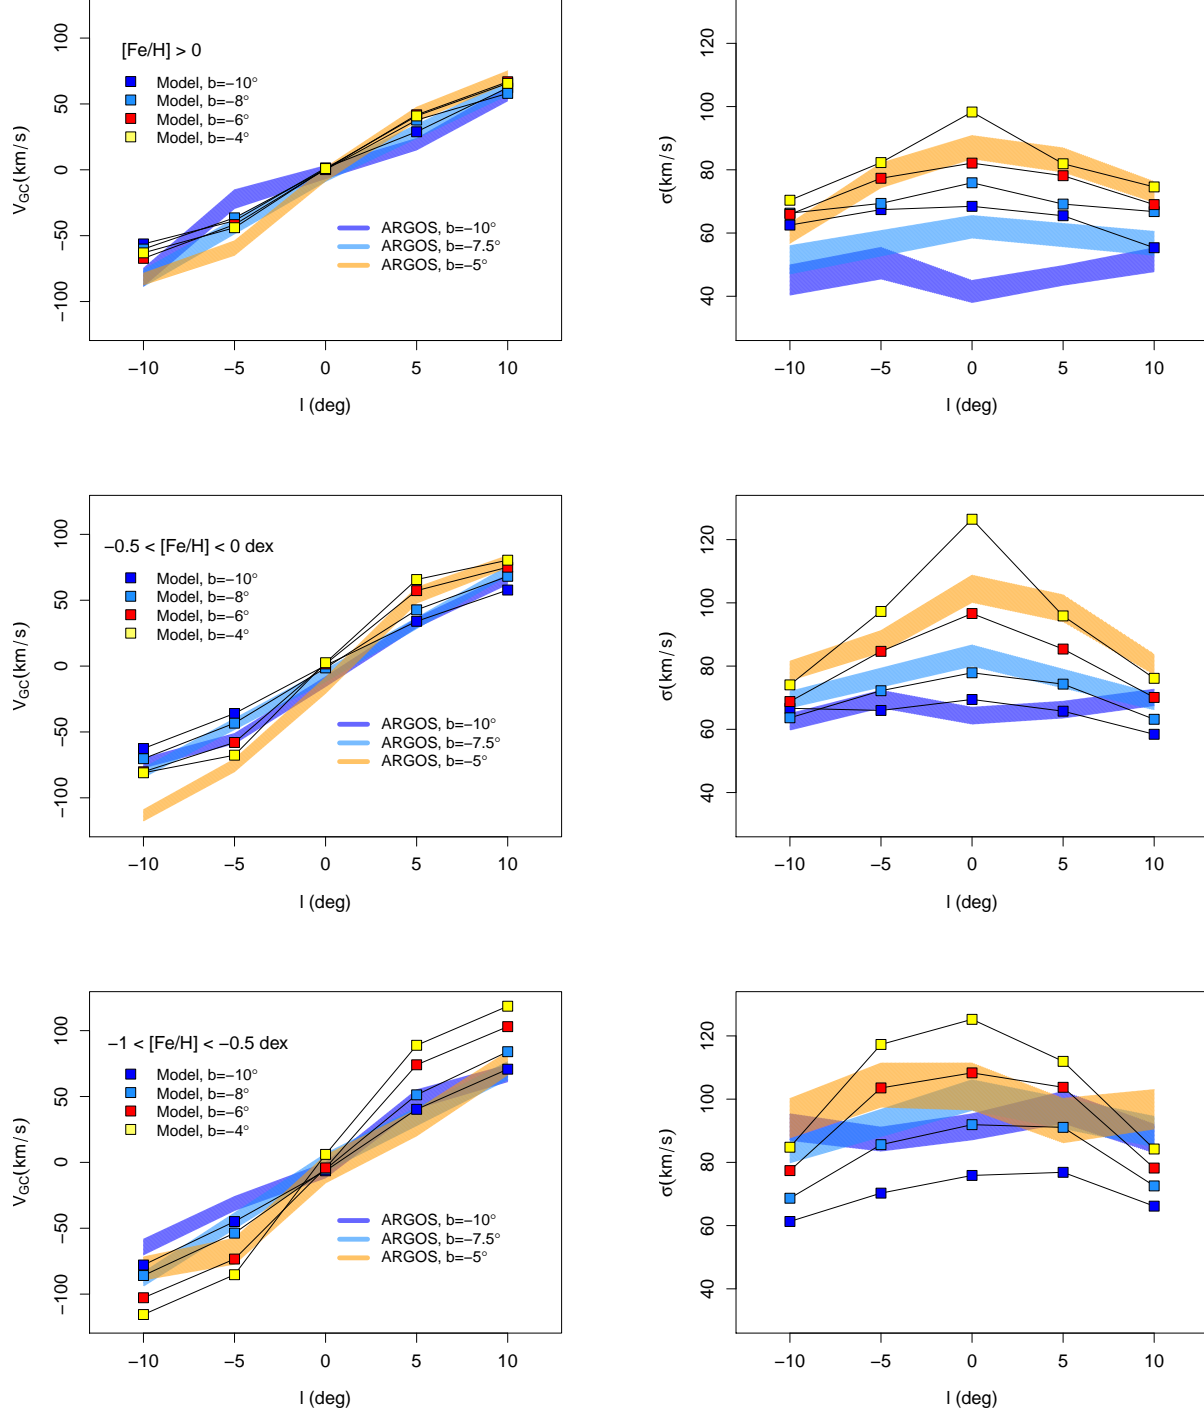 100
50
0
−50
−100
V_GC(km/s)
[Fe/H] > 0
Model, b=−10°
Model, b=−8°
Model, b=−6°
Model, b=−4°
ARGOS, b=−10°
ARGOS, b=−7.5°
ARGOS, b=−5°
−10 −5 0 5 10
l (deg)
120
100
80
60
40
σ(km/s)
−10 −5 0 5 10
l (deg)
100
50
0
−50
−100
V_GC(km/s)
−0.5 < [Fe/H] < 0 dex
Model, b=−10°
Model, b=−8°
Model, b=−6°
Model, b=−4°
ARGOS, b=−10°
ARGOS, b=−7.5°
ARGOS, b=−5°
−10 −5 0 5 10
l (deg)
120
100
80
60
40
σ(km/s)
−10 −5 0 5 10
l (deg)
100
50
0
−50
−100
V_GC(km/s)
−1 < [Fe/H] < −0.5 dex
Model, b=−10°
Model, b=−8°
Model, b=−6°
Model, b=−4°
ARGOS, b=−10°
ARGOS, b=−7.5°
ARGOS, b=−5°
−10 −5 0 5 10
l (deg)
120
100
80
60
40
σ(km/s)
−10 −5 0 5 10
l (deg)